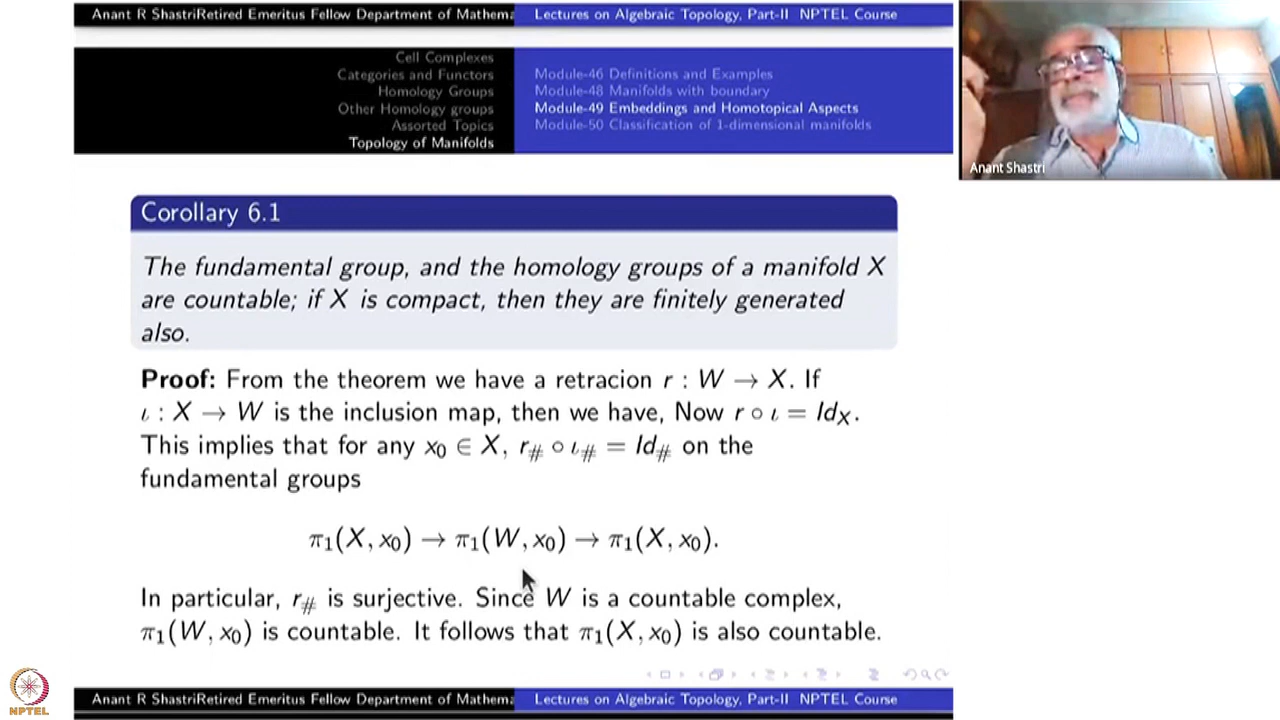 Anant R ShastriRetired Emeritus Fellow Department of Mathema
Lectures on Algebraic Topology, Part-II NPTEL Course
Cell Complexes
Categories and Functors
Homology Groups
Other Homology groups
Assorted Topics
Topology of Manifolds
Module-46 Definitions and Examples
Module-48 Manifolds with boundary
Module-49 Embeddings and Homotopical Aspects
Module-50 Classification of 1-dimensional manifolds
Anant Shastri
Corollary 6.1
The fundamental group, and the homology groups of a manifold X
are countable; if X is compact, then they are finitely generated
also.
Proof: From the theorem we have a retracion r : W → X. If
ι : X → W is the inclusion map, then we have, Now r ∘ ι = Id_X.
This implies that for any x₀ ∈ X, r_# ∘ ι_# = Id_# on the
fundamental groups
π₁(X, x₀) → π₁(W, x₀) → π₁(X, x₀).
In particular, r_# is surjective. Since W is a countable complex,
π₁(W, x₀) is countable. It follows that π₁(X, x₀) is also countable.
Anant R ShastriRetired Emeritus Fellow Department of Mathema
Lectures on Algebraic Topology, Part-II NPTEL Course
NPTEL